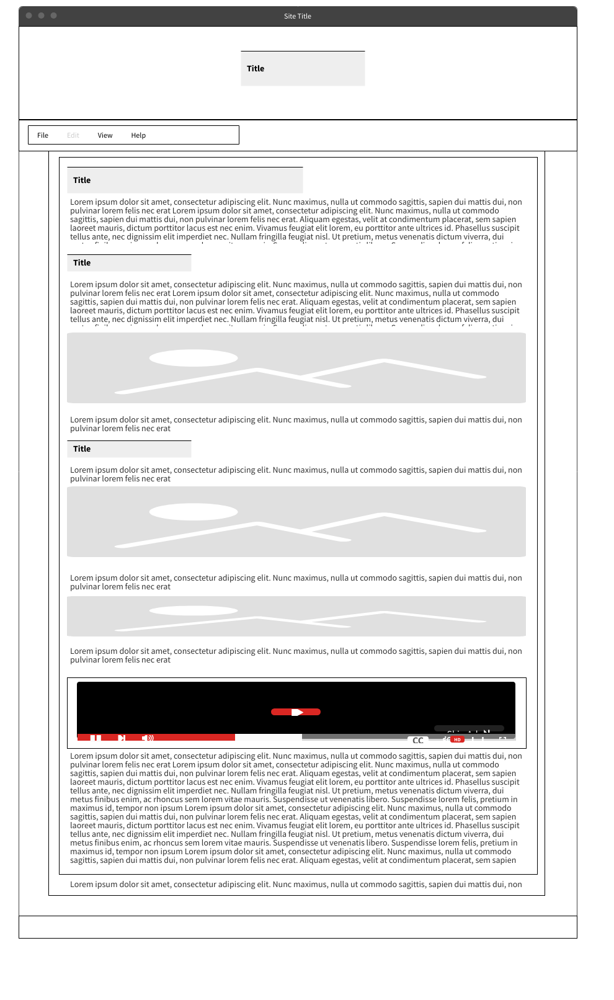 Site Title
Title
File Edit View Help
Title
Lorem ipsum dolor sit amet, consectetur adipiscing elit. Nunc maximus, nulla ut commodo sagittis, sapien dui mattis dui, non
pulvinar lorem felis nec erat Lorem ipsum dolor sit amet, consectetur adipiscing elit. Nunc maximus, nulla ut commodo
sagittis, sapien dui mattis dui, non pulvinar lorem felis nec erat. Aliquam egestas, velit at condimentum placerat, sem sapien
laoreet mauris, dictum porttitor lacus est nec enim. Vivamus feugiat elit lorem, eu porttitor ante ultrices id. Phasellus suscipit
tellus ante, nec dignissim elit imperdiet nec. Nullam fringilla feugiat nisl. Ut pretium, metus venenatis dictum viverra, dui
Title
Lorem ipsum dolor sit amet, consectetur adipiscing elit. Nunc maximus, nulla ut commodo sagittis, sapien dui mattis dui, non
pulvinar lorem felis nec erat Lorem ipsum dolor sit amet, consectetur adipiscing elit. Nunc maximus, nulla ut commodo
sagittis, sapien dui mattis dui, non pulvinar lorem felis nec erat. Aliquam egestas, velit at condimentum placerat, sem sapien
laoreet mauris, dictum porttitor lacus est nec enim. Vivamus feugiat elit lorem, eu porttitor ante ultrices id. Phasellus suscipit
tellus ante, nec dignissim elit imperdiet nec. Nullam fringilla feugiat nisl. Ut pretium, metus venenatis dictum viverra, dui
Lorem ipsum dolor sit amet, consectetur adipiscing elit. Nunc maximus, nulla ut commodo sagittis, sapien dui mattis dui, non
pulvinar lorem felis nec erat
Title
Lorem ipsum dolor sit amet, consectetur adipiscing elit. Nunc maximus, nulla ut commodo sagittis, sapien dui mattis dui, non
pulvinar lorem felis nec erat
Lorem ipsum dolor sit amet, consectetur adipiscing elit. Nunc maximus, nulla ut commodo sagittis, sapien dui mattis dui, non
pulvinar lorem felis nec erat
Lorem ipsum dolor sit amet, consectetur adipiscing elit. Nunc maximus, nulla ut commodo sagittis, sapien dui mattis dui, non
pulvinar lorem felis nec erat
CC HD
Lorem ipsum dolor sit amet, consectetur adipiscing elit. Nunc maximus, nulla ut commodo sagittis, sapien dui mattis dui, non
pulvinar lorem felis nec erat Lorem ipsum dolor sit amet, consectetur adipiscing elit. Nunc maximus, nulla ut commodo
sagittis, sapien dui mattis dui, non pulvinar lorem felis nec erat. Aliquam egestas, velit at condimentum placerat, sem sapien
laoreet mauris, dictum porttitor lacus est nec enim. Vivamus feugiat elit lorem, eu porttitor ante ultrices id. Phasellus suscipit
tellus ante, nec dignissim elit imperdiet nec. Nullam fringilla feugiat nisl. Ut pretium, metus venenatis dictum viverra, dui
metus finibus enim, ac rhoncus sem lorem vitae mauris. Suspendisse ut venenatis libero. Suspendisse lorem felis, pretium in
maximus id, tempor non ipsum Lorem ipsum dolor sit amet, consectetur adipiscing elit. Nunc maximus, nulla ut commodo
sagittis, sapien dui mattis dui, non pulvinar lorem felis nec erat. Aliquam egestas, velit at condimentum placerat, sem sapien
laoreet mauris, dictum porttitor lacus est nec enim. Vivamus feugiat elit lorem, eu porttitor ante ultrices id. Phasellus suscipit
tellus ante, nec dignissim elit imperdiet nec. Nullam fringilla feugiat nisl. Ut pretium, metus venenatis dictum viverra, dui
metus finibus enim, ac rhoncus sem lorem vitae mauris. Suspendisse ut venenatis libero. Suspendisse lorem felis, pretium in
maximus id, tempor non ipsum Lorem ipsum dolor sit amet, consectetur adipiscing elit. Nunc maximus, nulla ut commodo
sagittis, sapien dui mattis dui, non pulvinar lorem felis nec erat. Aliquam egestas, velit at condimentum placerat, sem sapien
Lorem ipsum dolor sit amet, consectetur adipiscing elit. Nunc maximus, nulla ut commodo sagittis, sapien dui mattis dui, non